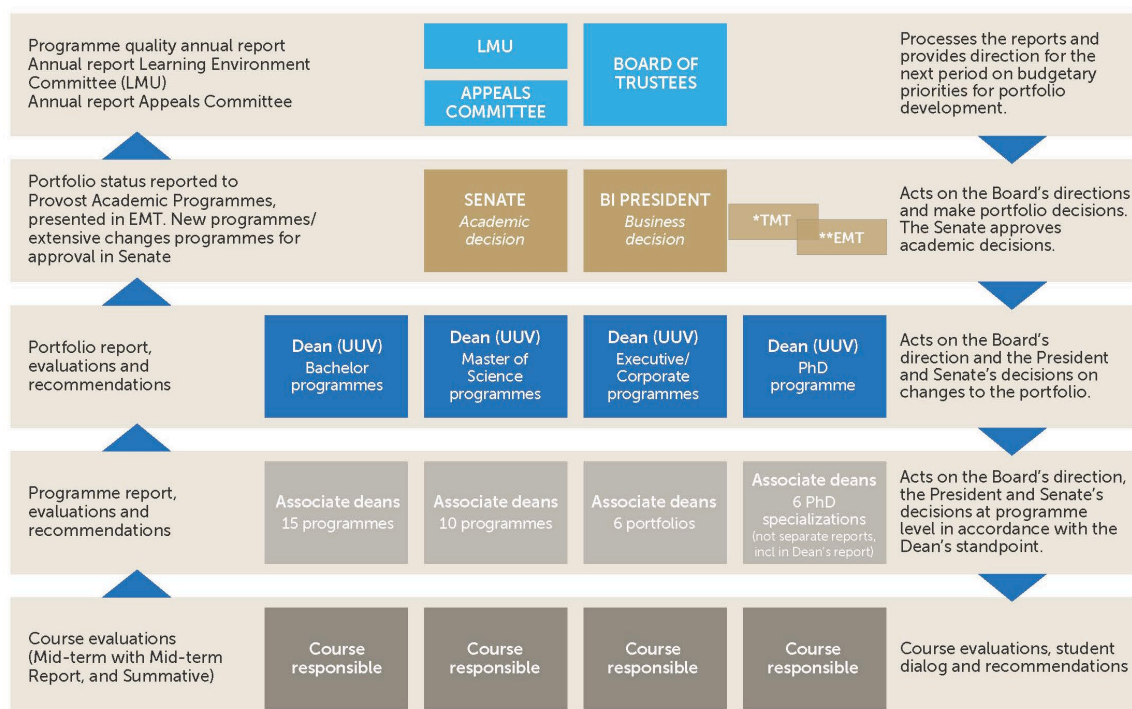 Programme quality annual report
Annual report Learning Environment
Committee (LMU)
Annual report Appeals Committee
LMU
APPEALS
COMMITTEE
BOARD OF
TRUSTEES
Processes the reports and
provides direction for the
next period on budgetary
priorities for portfolio
development.
Portfolio status reported to
Provost Academic Programmes,
presented in EMT. New programmes/
extensive changes programmes for
approval in Senate
SENATE
Academic
decision
BI PRESIDENT
Business
decision
*TMT
**EMT
Acts on the Board's directions
and make portfolio decisions.
The Senate approves
academic decisions.
Portfolio report,
evaluations and
recommendations
Dean (UUV)
Bachelor
programmes
Dean (UUV)
Master of
Science programmes
Dean (UUV)
Executive/
Corporate
programmes
Dean (UUV)
PhD
programme
Acts on the Board's
direction and the President
and Senate's decisions on
changes to the portfolio.
Programme report,
evaluations and
recommendations
Associate deans
15 programmes
Associate deans
10 programmes
Associate deans
6 portfolios
Associate deans
6 PhD
specializations
(not separate reports,
incl in Dean's report)
Acts on the Board's direction,
the President and Senate's
decisions at programme
level in accordance with the
Dean's standpoint.
Course evaluations
(Mid-term with Mid-term
Report, and Summative)
Course
responsible
Course
responsible
Course
responsible
Course
responsible
Course evaluations, student
dialog and recommendations